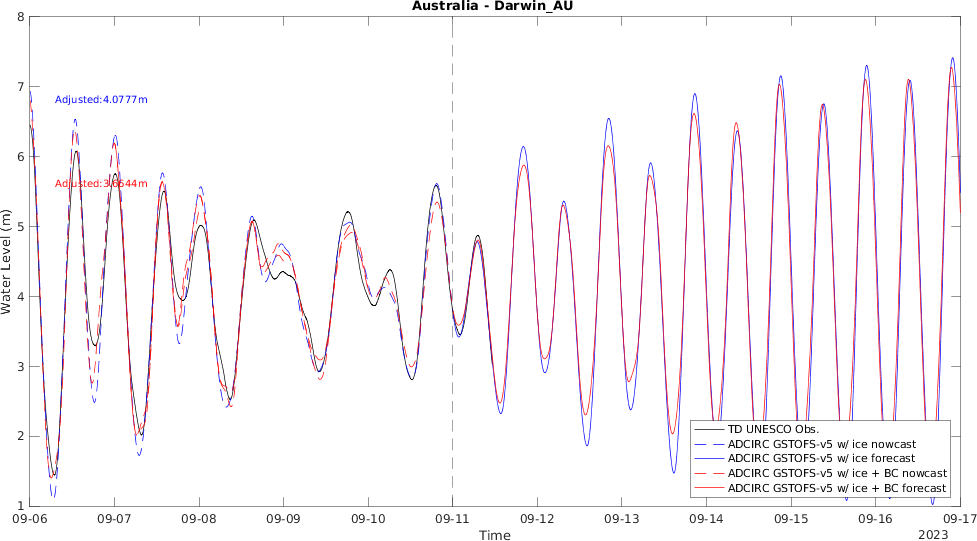 Australia - Darwin_AU
8
7
6
5
4
3
2
1
Water Level (m)
Adjusted:4.0777m
Adjusted:3.6544m
TD UNESCO Obs.
ADCIRC GSTOFS-v5 w/ ice nowcast
ADCIRC GSTOFS-v5 w/ ice forecast
ADCIRC GSTOFS-v5 w/ ice + BC nowcast
ADCIRC GSTOFS-v5 w/ ice + BC forecast
09-06 09-07 09-08 09-09 09-10 09-11 09-12 09-13 09-14 09-15 09-16 09-17
Time
2023